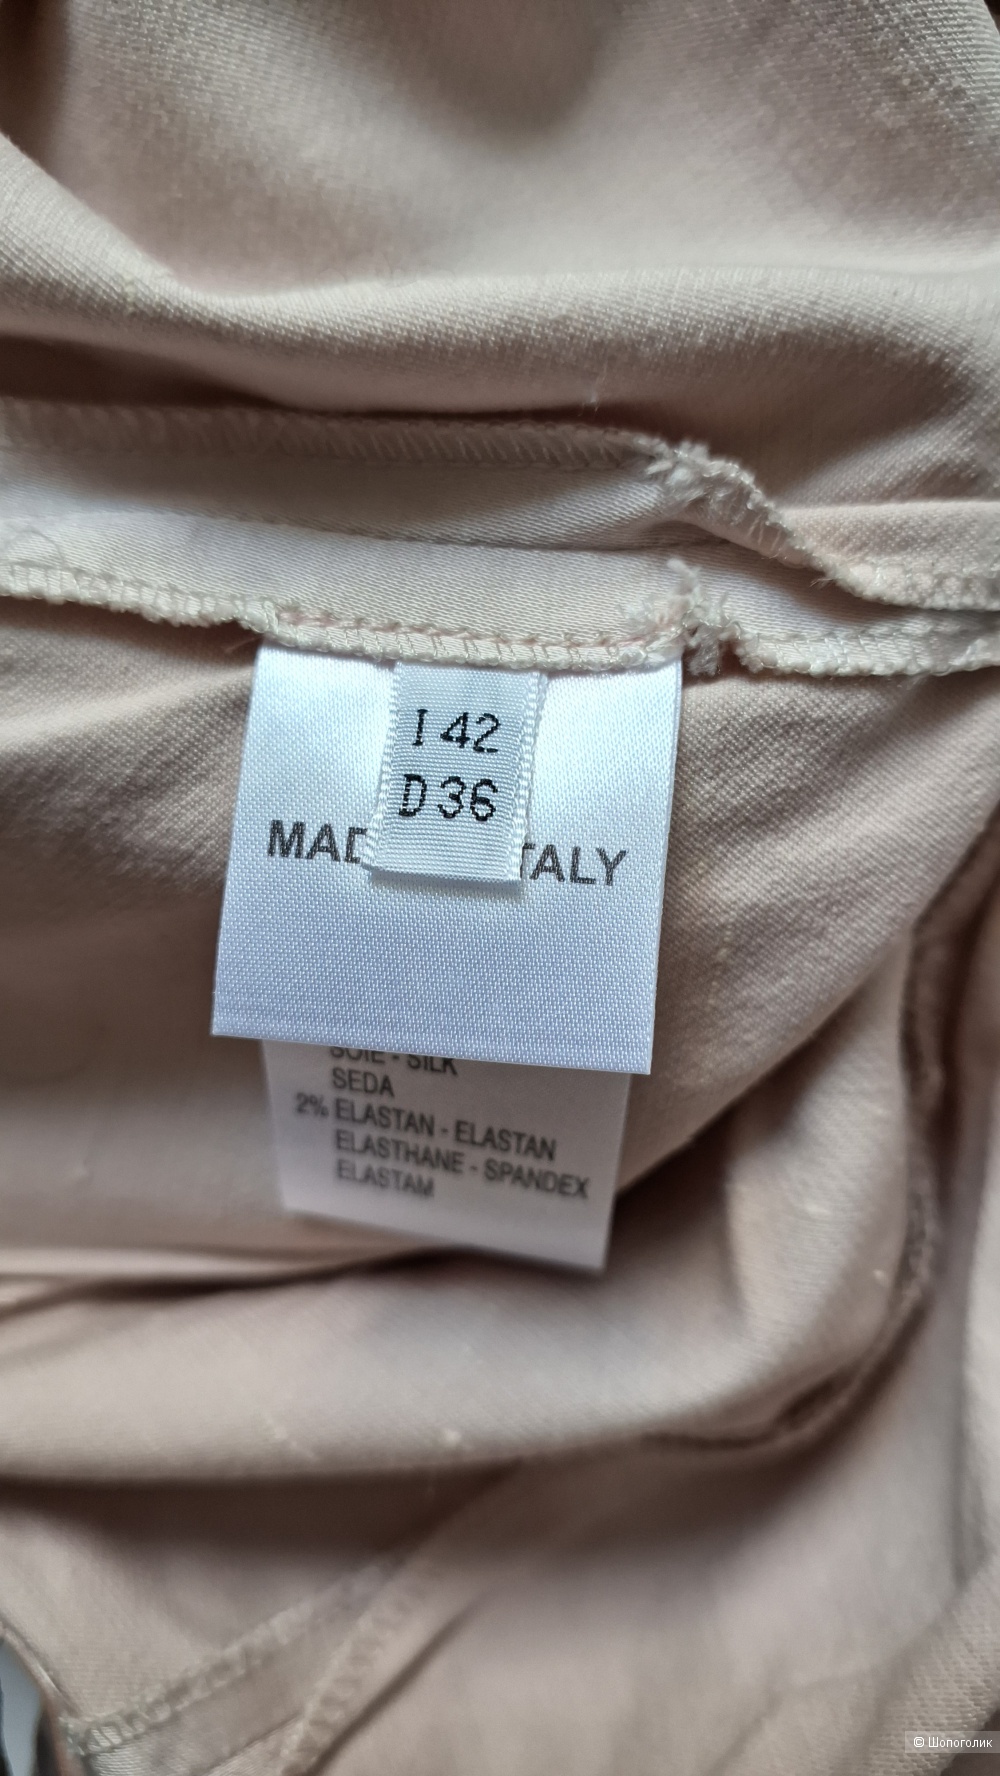 I 42
D 36
MAD TALY
SOIE - SILK
SEDA
2% ELASTAN - ELASTAN
ELASTHANE - SPANDEX
ELASTAM
© Шопоголик